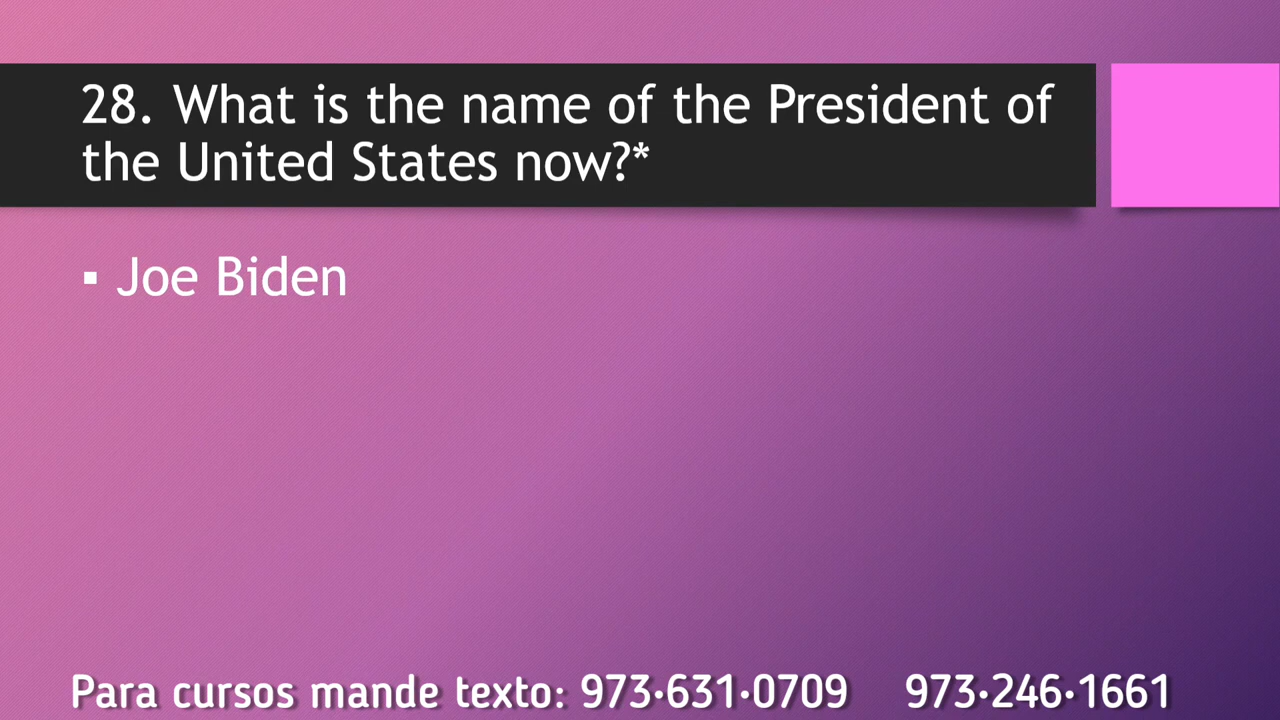 28. What is the name of the President of
the United States now?*
▪ Joe Biden
Para cursos mande texto: 973·631·0709 973·246·1661